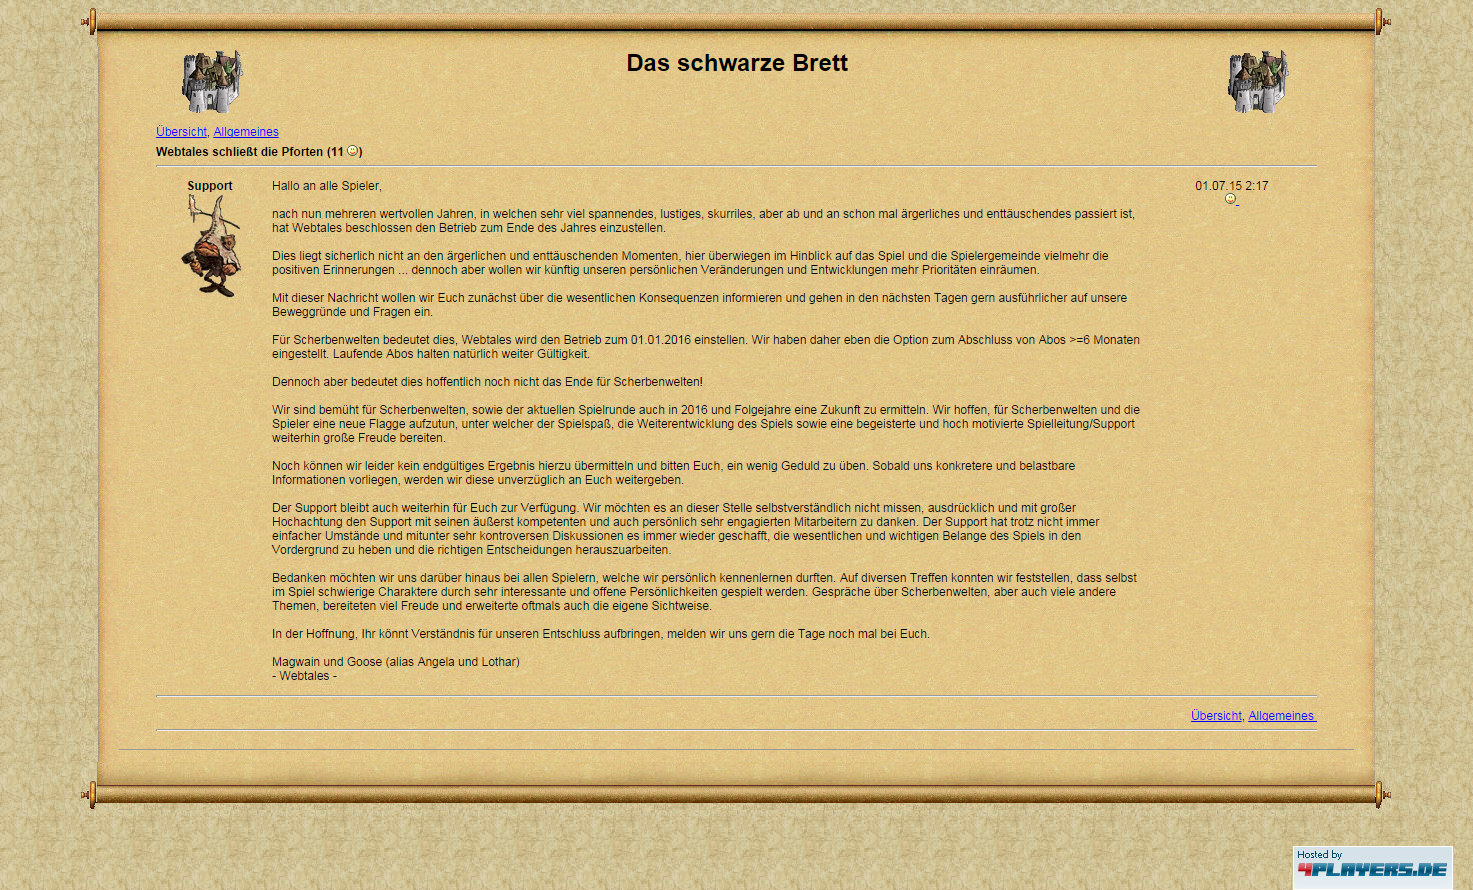 Das schwarze Brett
Übersicht, Allgemeines
Webtales schließt die Pforten (11 )
Support
Hallo an alle Spieler,
01.07.15 2:17
nach nun mehreren wertvollen Jahren, in welchen sehr viel spannendes, lustiges, skurriles, aber ab und an schon mal ärgerliches und enttäuschendes passiert ist,
hat Webtales beschlossen den Betrieb zum Ende des Jahres einzustellen.
Dies liegt sicherlich nicht an den ärgerlichen und enttäuschenden Momenten, hier überwiegen im Hinblick auf das Spiel und die Spielergemeinde vielmehr die
positiven Erinnerungen ... dennoch aber wollen wir künftig unseren persönlichen Veränderungen und Entwicklungen mehr Prioritäten einräumen.
Mit dieser Nachricht wollen wir Euch zunächst über die wesentlichen Konsequenzen informieren und gehen in den nächsten Tagen gern ausführlicher auf unsere
Beweggründe und Fragen ein.
Für Scherbenwelten bedeutet dies, Webtales wird den Betrieb zum 01.01.2016 einstellen. Wir haben daher eben die Option zum Abschluss von Abos >=6 Monaten
eingestellt. Laufende Abos halten natürlich weiter Gültigkeit.
Dennoch aber bedeutet dies hoffentlich noch nicht das Ende für Scherbenwelten!
Wir sind bemüht für Scherbenwelten, sowie der aktuellen Spielrunde auch in 2016 und Folgejahre eine Zukunft zu ermitteln. Wir hoffen, für Scherbenwelten und die
Spieler eine neue Flagge aufzutun, unter welcher der Spielspaß, die Weiterentwicklung des Spiels sowie eine begeisterte und hoch motivierte Spielleitung/Support
weiterhin große Freude bereiten.
Noch können wir leider kein endgültiges Ergebnis hierzu übermitteln und bitten Euch, ein wenig Geduld zu üben. Sobald uns konkretere und belastbare
Informationen vorliegen, werden wir diese unverzüglich an Euch weitergeben.
Der Support bleibt auch weiterhin für Euch zur Verfügung. Wir möchten es an dieser Stelle selbstverständlich nicht missen, ausdrücklich und mit großer
Hochachtung den Support mit seinen äußerst kompetenten und auch persönlich sehr engagierten Mitarbeitern zu danken. Der Support hat trotz nicht immer
einfacher Umstände und mitunter sehr kontroversen Diskussionen es immer wieder geschafft, die wesentlichen und wichtigen Belange des Spiels in den
Vordergrund zu heben und die richtigen Entscheidungen herauszuarbeiten.
Bedanken möchten wir uns darüber hinaus bei allen Spielern, welche wir persönlich kennenlernen durften. Auf diversen Treffen konnten wir feststellen, dass selbst
im Spiel schwierige Charaktere durch sehr interessante und offene Persönlichkeiten gespielt werden. Gespräche über Scherbenwelten, aber auch viele andere
Themen, bereiteten viel Freude und erweiterte oftmals auch die eigene Sichtweise.
In der Hoffnung, Ihr könnt Verständnis für unseren Entschluss aufbringen, melden wir uns gern die Tage noch mal bei Euch.
Magwain und Goose (alias Angela und Lothar)
- Webtales -
Übersicht, Allgemeines
Hosted by
4PLAYERS.DE